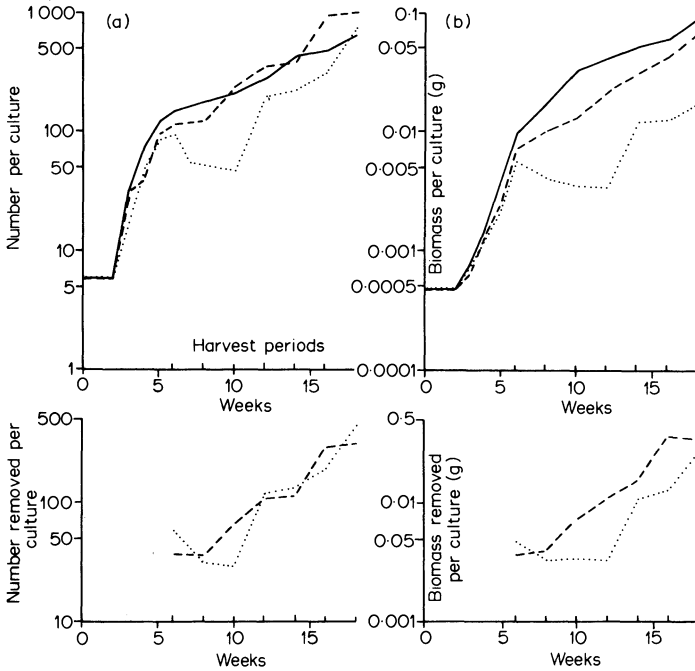 (a)
Number per culture
1000
500
100
50
10
5
1
Harvest periods
0
5
10
15
Weeks
(b)
Biomass per culture (g)
0·1
0·05
0·01
0·005
0·001
0·0005
0·0001
0
5
10
15
Weeks
Number removed per
culture
500
100
50
10
0
5
10
15
Weeks
Biomass removed
per culture (g)
0·5
0·01
0·05
0·001
0
5
10
15
Weeks